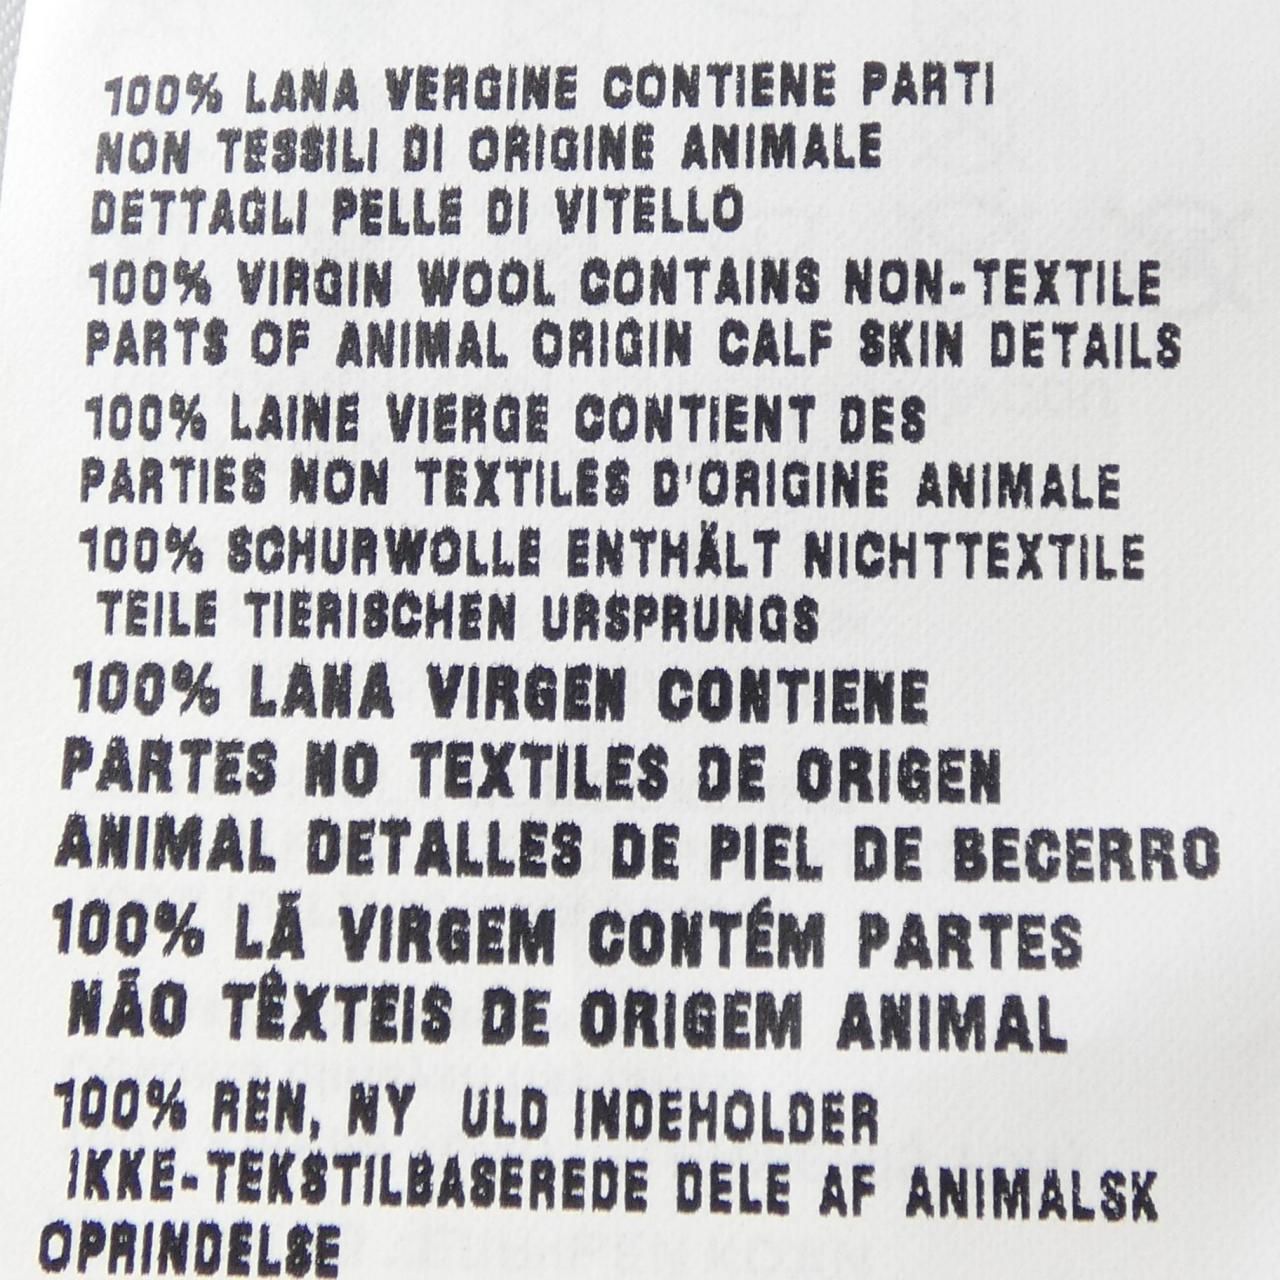 100% LANA VERGINE CONTIENE PARTI
NON TESSILI DI ORIGINE ANIMALE
DETTAGLI PELLE DI VITELLO
100% VIRGIN WOOL CONTAINS NON-TEXTILE
PARTS OF ANIMAL ORIGIN CALF SKIN DETAILS
100% LAINE VIERGE CONTIENT DES
PARTIES NON TEXTILES D'ORIGINE ANIMALE
100% SCHURWOLLE ENTHÄLT NICHTTEXTILE
TEILE TIERISCHEN URSPRUNGS
100% LANA VIRGEN CONTIENE
PARTES NO TEXTILES DE ORIGEN
ANIMAL DETALLES DE PIEL DE BECERRO
100% LÃ VIRGEM CONTÉM PARTES
NÃO TÊXTEIS DE ORIGEM ANIMAL
100% REN, NY ULD INDEHOLDER
IKKE-TEKSTILBASEREDE DELE AF ANIMALSK
OPRINDELSE